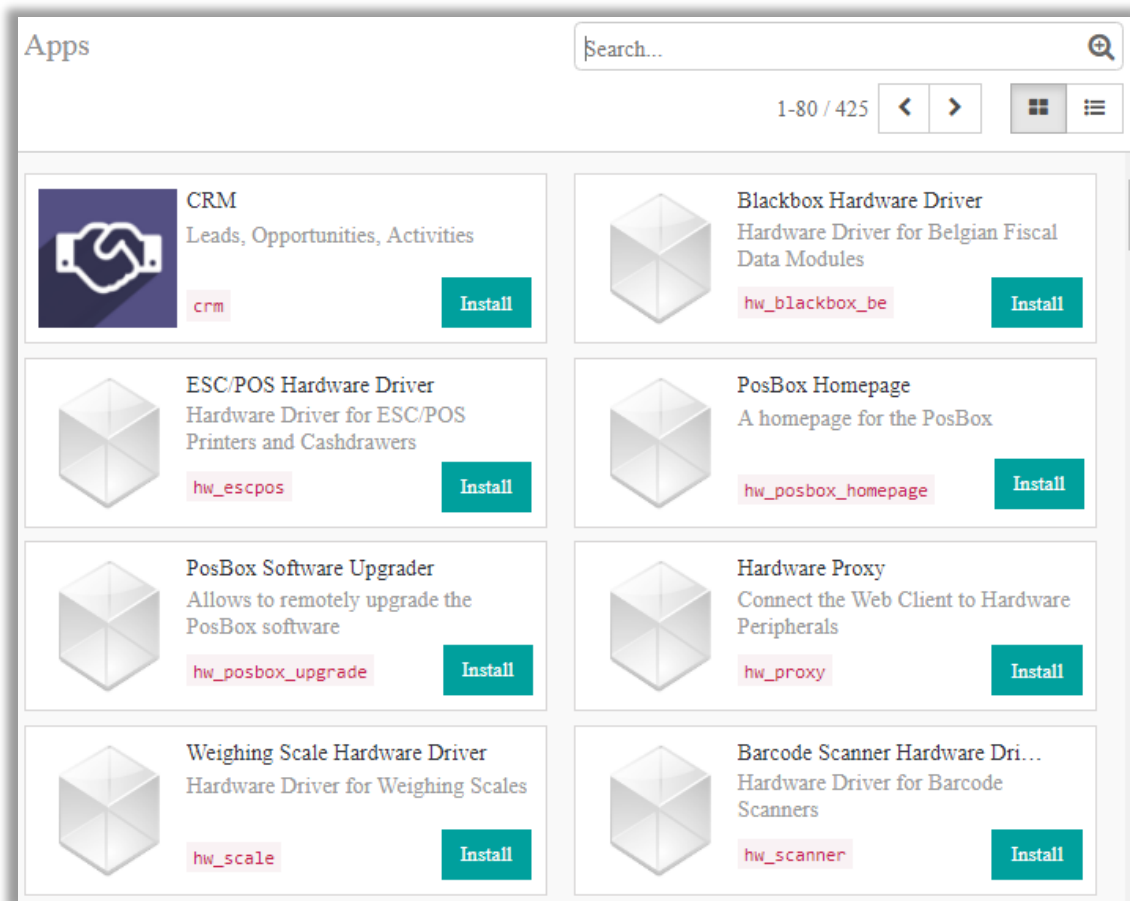 Apps
Search...
1-80 / 425
CRM
Leads, Opportunities, Activities
crm
Install
Blackbox Hardware Driver
Hardware Driver for Belgian Fiscal
Data Modules
hw_blackbox_be
Install
ESC/POS Hardware Driver
Hardware Driver for ESC/POS
Printers and Cashdrawers
hw_escpos
Install
PosBox Homepage
A homepage for the PosBox
hw_posbox_homepage
Install
PosBox Software Upgrader
Allows to remotely upgrade the
PosBox software
hw_posbox_upgrade
Install
Hardware Proxy
Connect the Web Client to Hardware
Peripherals
hw_proxy
Install
Weighing Scale Hardware Driver
Hardware Driver for Weighing Scales
hw_scale
Install
Barcode Scanner Hardware Dri...
Hardware Driver for Barcode
Scanners
hw_scanner
Install